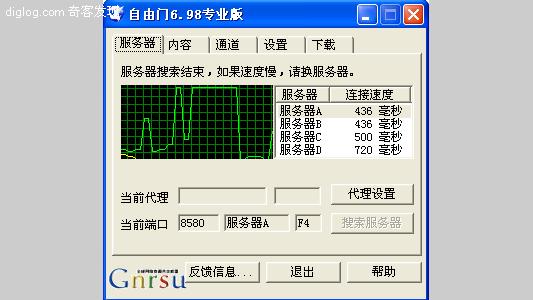 diglog.com 奇客发现
自由门6.98专业版
服务器 内容 通道 设置 下载
服务器搜索结束，如果速度慢，请换服务器。
服务器 连接速度
服务器A 436 毫秒
服务器B 436 毫秒
服务器C 500 毫秒
服务器D 720 毫秒
当前代理 代理设置
当前端口 8580 服务器A F4 搜索服务器
Gnrsu 反馈信息... 退出 帮助